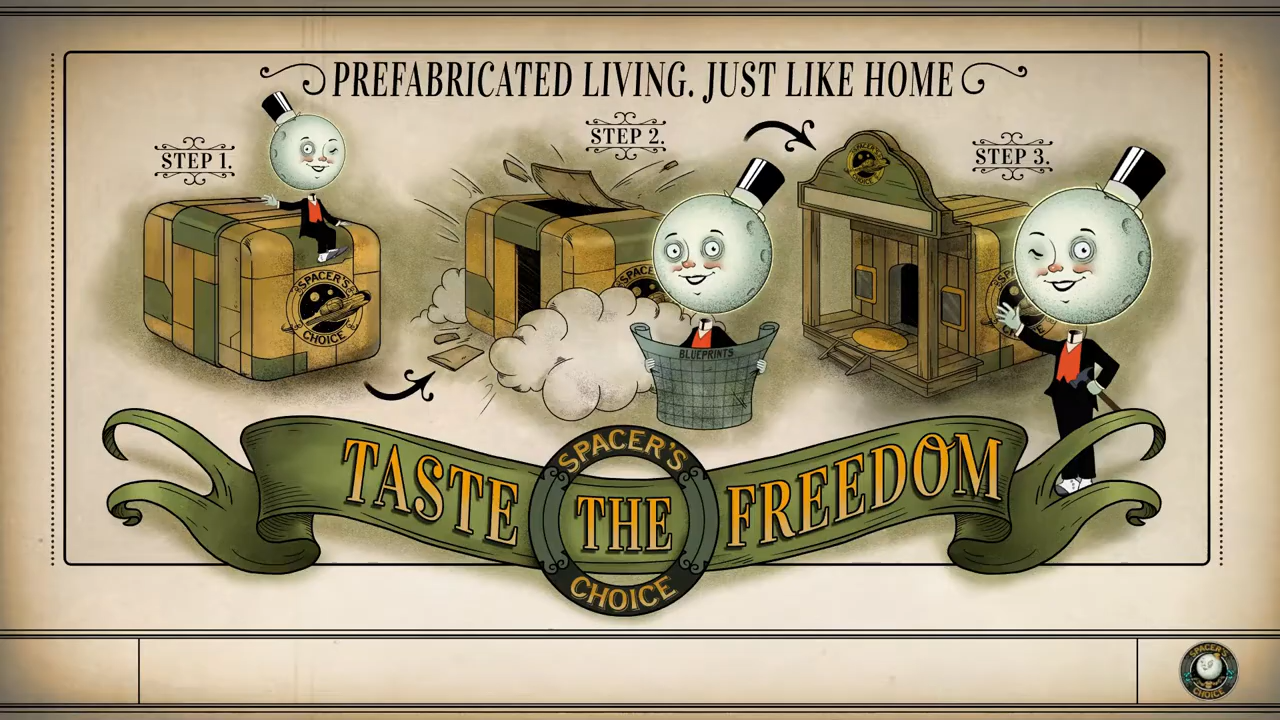 PREFABRICATED LIVING. JUST LIKE HOME
STEP 1.
STEP 2.
STEP 3.
SPACER'S
CHOICE
SPACER'S
CHOICE
BLUEPRINTS
TASTE THE FREEDOM
SPACER'S
CHOICE
SPACER'S
CHOICE